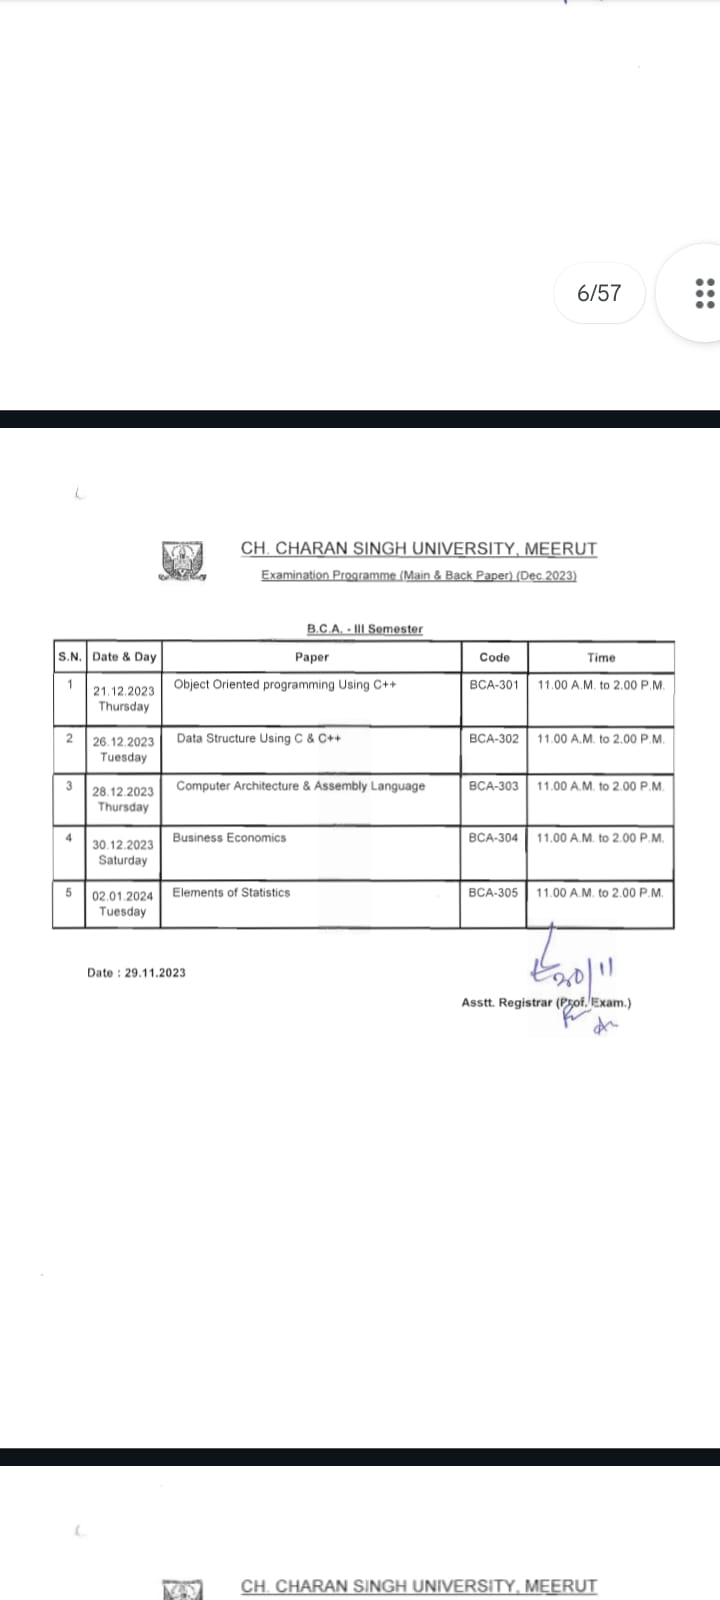 6/57
CH. CHARAN SINGH UNIVERSITY, MEERUT
Examination Programme (Main & Back Paper) (Dec.2023)
B.C.A. - III Semester
S.N. Date & Day Paper Code Time
1 21.12.2023 Thursday Object Oriented programming Using C++ BCA-301 11.00 A.M. to 2.00 P.M.
2 26.12.2023 Tuesday Data Structure Using C & C++ BCA-302 11.00 A.M. to 2.00 P.M.
3 28.12.2023 Thursday Computer Architecture & Assembly Language BCA-303 11.00 A.M. to 2.00 P.M.
4 30.12.2023 Saturday Business Economics BCA-304 11.00 A.M. to 2.00 P.M.
5 02.01.2024 Tuesday Elements of Statistics BCA-305 11.00 A.M. to 2.00 P.M.
Date : 29.11.2023
30/11
Asstt. Registrar (Prof. Exam.)
CH. CHARAN SINGH UNIVERSITY, MEERUT